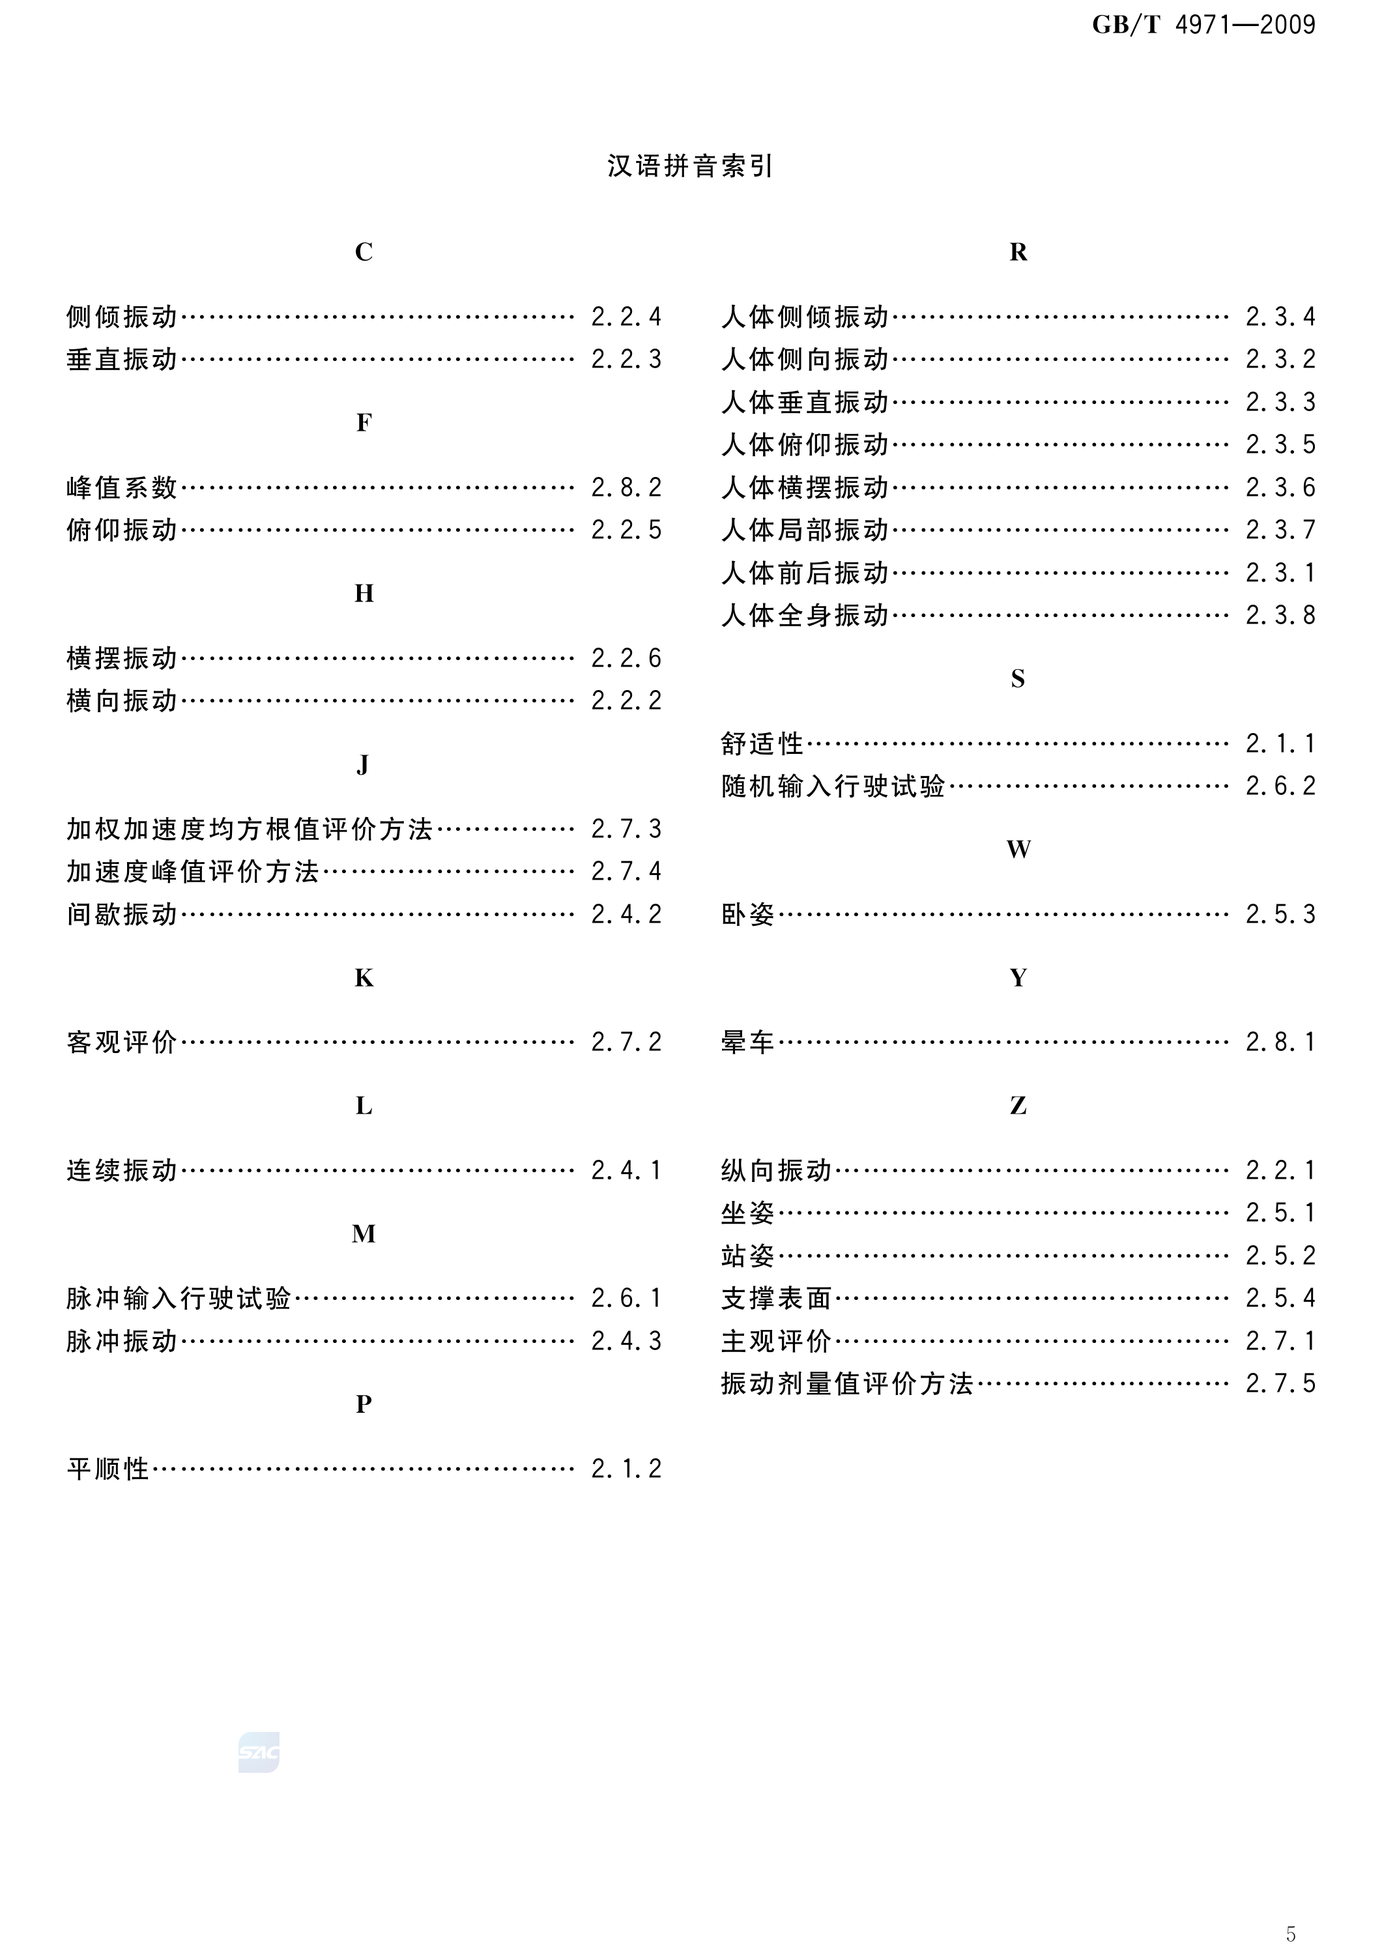 GB/T 4971—2009
汉语拼音索引
C
侧倾振动…………………………………… 2.2.4
垂直振动…………………………………… 2.2.3
F
峰值系数…………………………………… 2.8.2
俯仰振动…………………………………… 2.2.5
H
横摆振动…………………………………… 2.2.6
横向振动…………………………………… 2.2.2
J
加权加速度均方根值评价方法…………… 2.7.3
加速度峰值评价方法……………………… 2.7.4
间歇振动…………………………………… 2.4.2
K
客观评价…………………………………… 2.7.2
L
连续振动…………………………………… 2.4.1
M
脉冲输入行驶试验………………………… 2.6.1
脉冲振动…………………………………… 2.4.3
P
平顺性……………………………………… 2.1.2
R
人体侧倾振动……………………………… 2.3.4
人体侧向振动……………………………… 2.3.2
人体垂直振动……………………………… 2.3.3
人体俯仰振动……………………………… 2.3.5
人体横摆振动……………………………… 2.3.6
人体局部振动……………………………… 2.3.7
人体前后振动……………………………… 2.3.1
人体全身振动……………………………… 2.3.8
S
舒适性……………………………………… 2.1.1
随机输入行驶试验………………………… 2.6.2
W
卧姿………………………………………… 2.5.3
Y
晕车………………………………………… 2.8.1
Z
纵向振动…………………………………… 2.2.1
坐姿………………………………………… 2.5.1
站姿………………………………………… 2.5.2
支撑表面…………………………………… 2.5.4
主观评价…………………………………… 2.7.1
振动剂量值评价方法……………………… 2.7.5
SAC
5